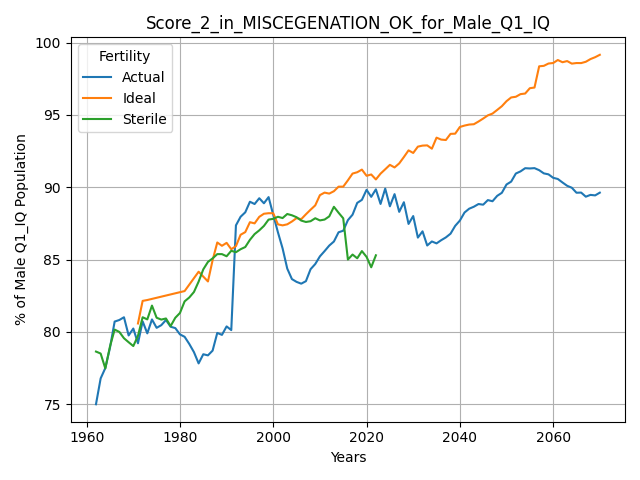 Score_2_in_MISCEGENATION_OK_for_Male_Q1_IQ
Fertility
Actual
Ideal
Sterile
% of Male Q1_IQ Population
100
95
90
85
80
75
1960
1980
2000
2020
2040
2060
Years